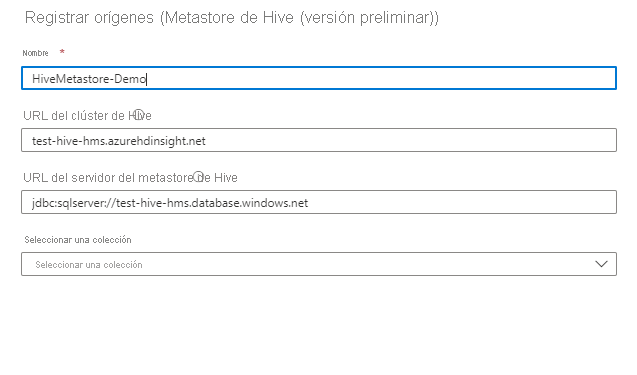 Registrar orígenes (Metastore de Hive (versión preliminar))
Nombre *
HiveMetastore-Demo
URL del clúster de Hive
test-hive-hms.azurehdinsight.net
URL del servidor del metastore de Hive
jdbc:sqlserver://test-hive-hms.database.windows.net
Seleccionar una colección
Seleccionar una colección